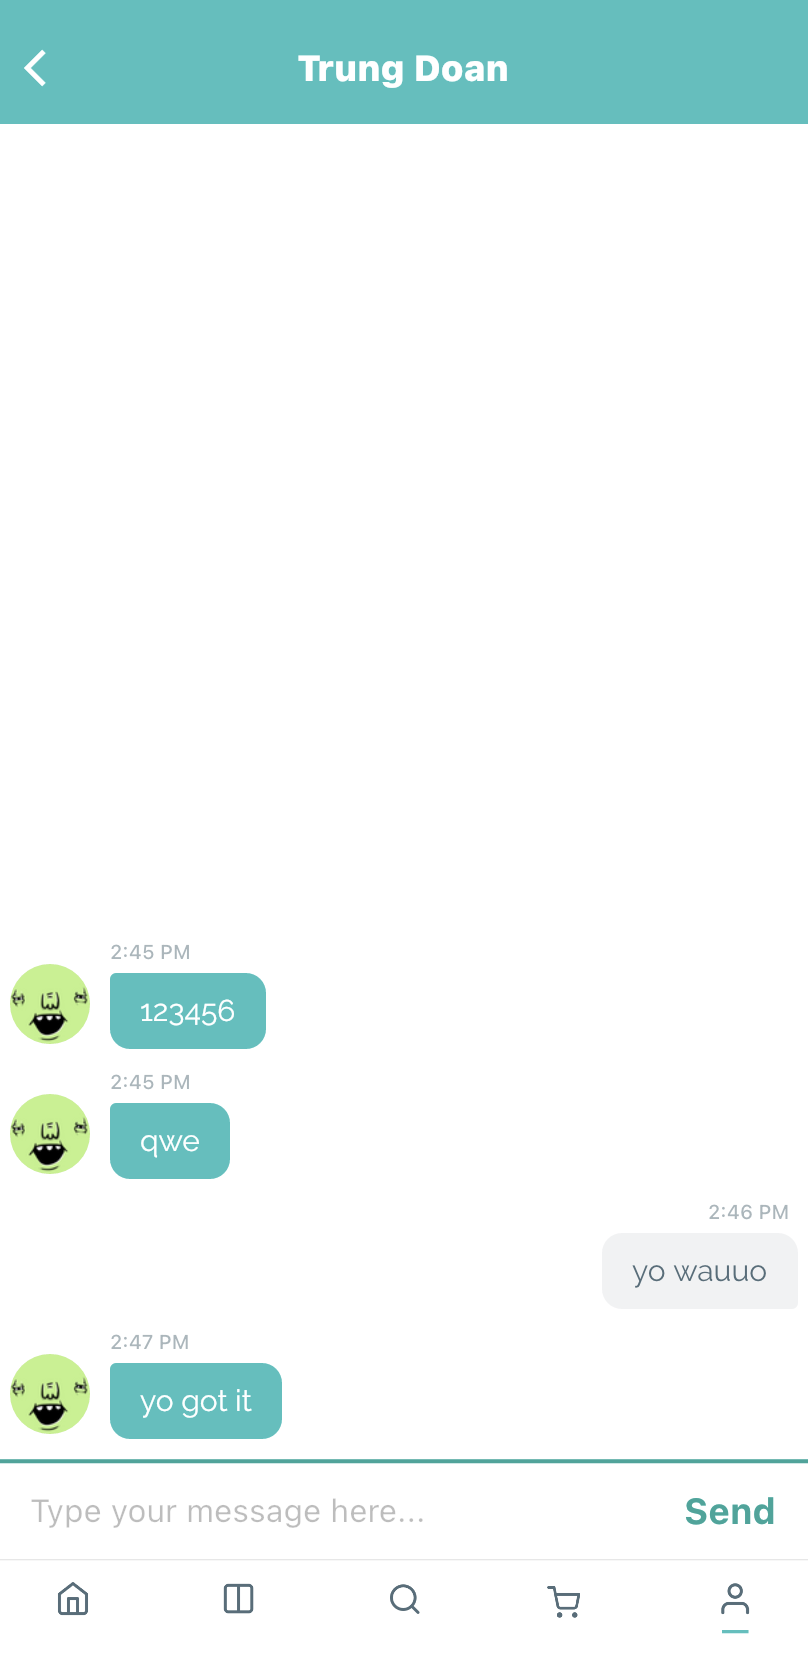 Trung Doan
2:45 PM
123456
2:45 PM
qwe
2:46 PM
yo wauuo
2:47 PM
yo got it
Type your message here...
Send